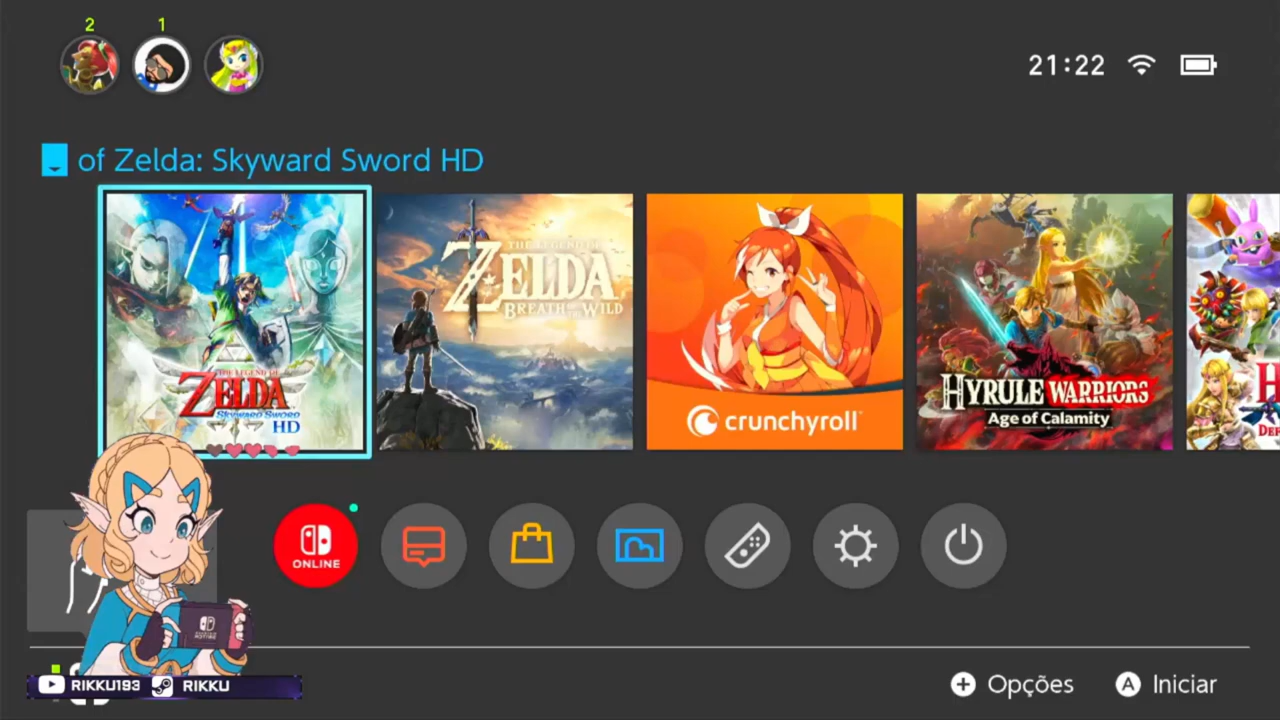 2 1
21:22
of Zelda: Skyward Sword HD
THE LEGEND OF
ZELDA
SKYWARD SWORD
HD
THE LEGEND OF
ZELDA
BREATH OF THE WILD
crunchyroll
HYRULE WARRIORS
Age of Calamity
H
DEF
ONLINE
RIKKU193 RIKKU
Opções
A Iniciar